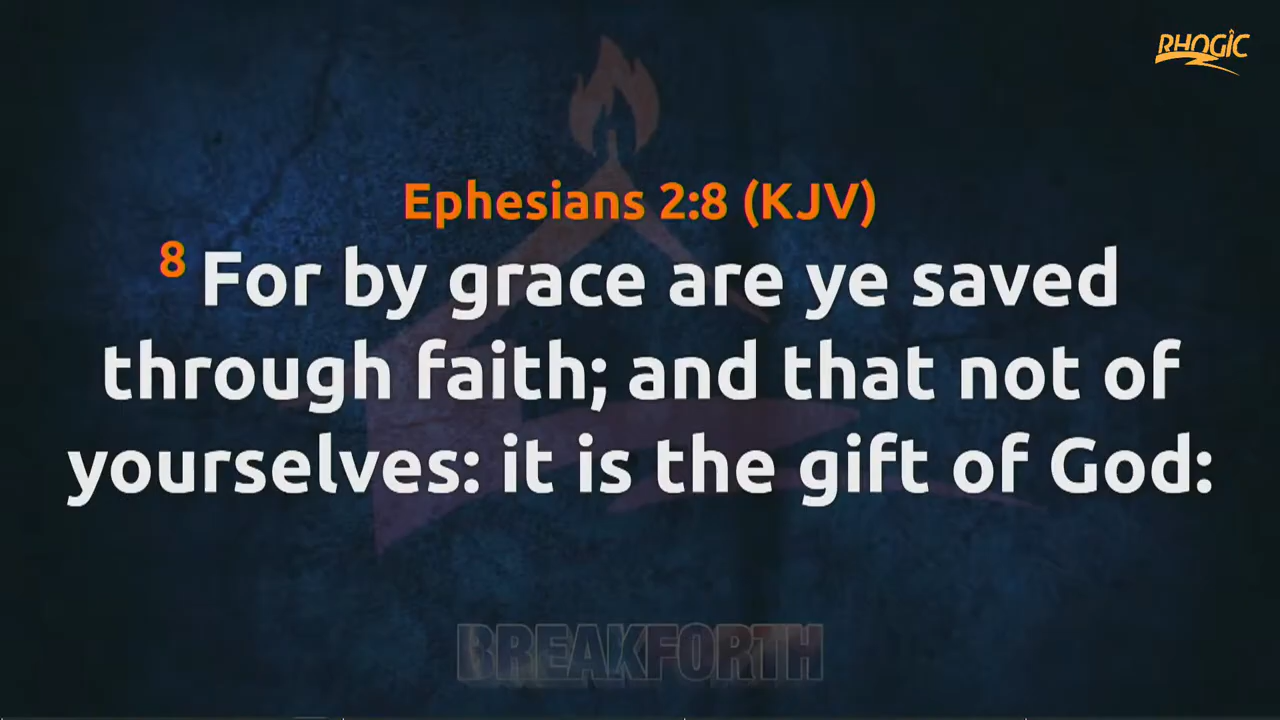 RHOGIC
Ephesians 2:8 (KJV)
8 For by grace are ye saved
through faith; and that not of
yourselves: it is the gift of God:
BREAKFORTH